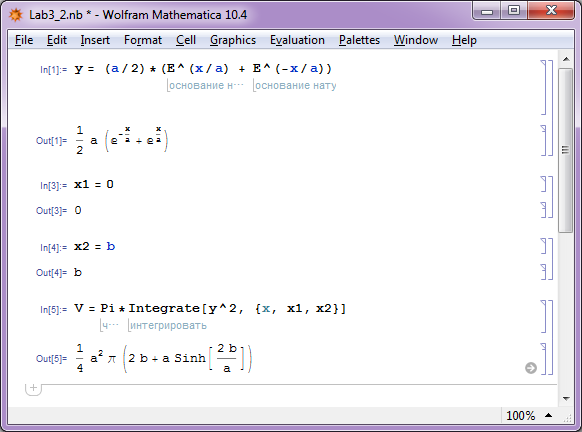 Lab3_2.nb * - Wolfram Mathematica 10.4
File Edit Insert Format Cell Graphics Evaluation Palettes Window Help
In[1]:= y = (a/2)*(E^(x/a) + E^(-x/a))
основание н… основание нату
Out[1]= 1/2 a (e^(-x/a) + e^(x/a))
In[3]:= x1 = 0
Out[3]= 0
In[4]:= x2 = b
Out[4]= b
In[5]:= V = Pi*Integrate[y^2, {x, x1, x2}]
ч… интегрировать
Out[5]= 1/4 a² π (2 b + a Sinh[2 b/a])
100%